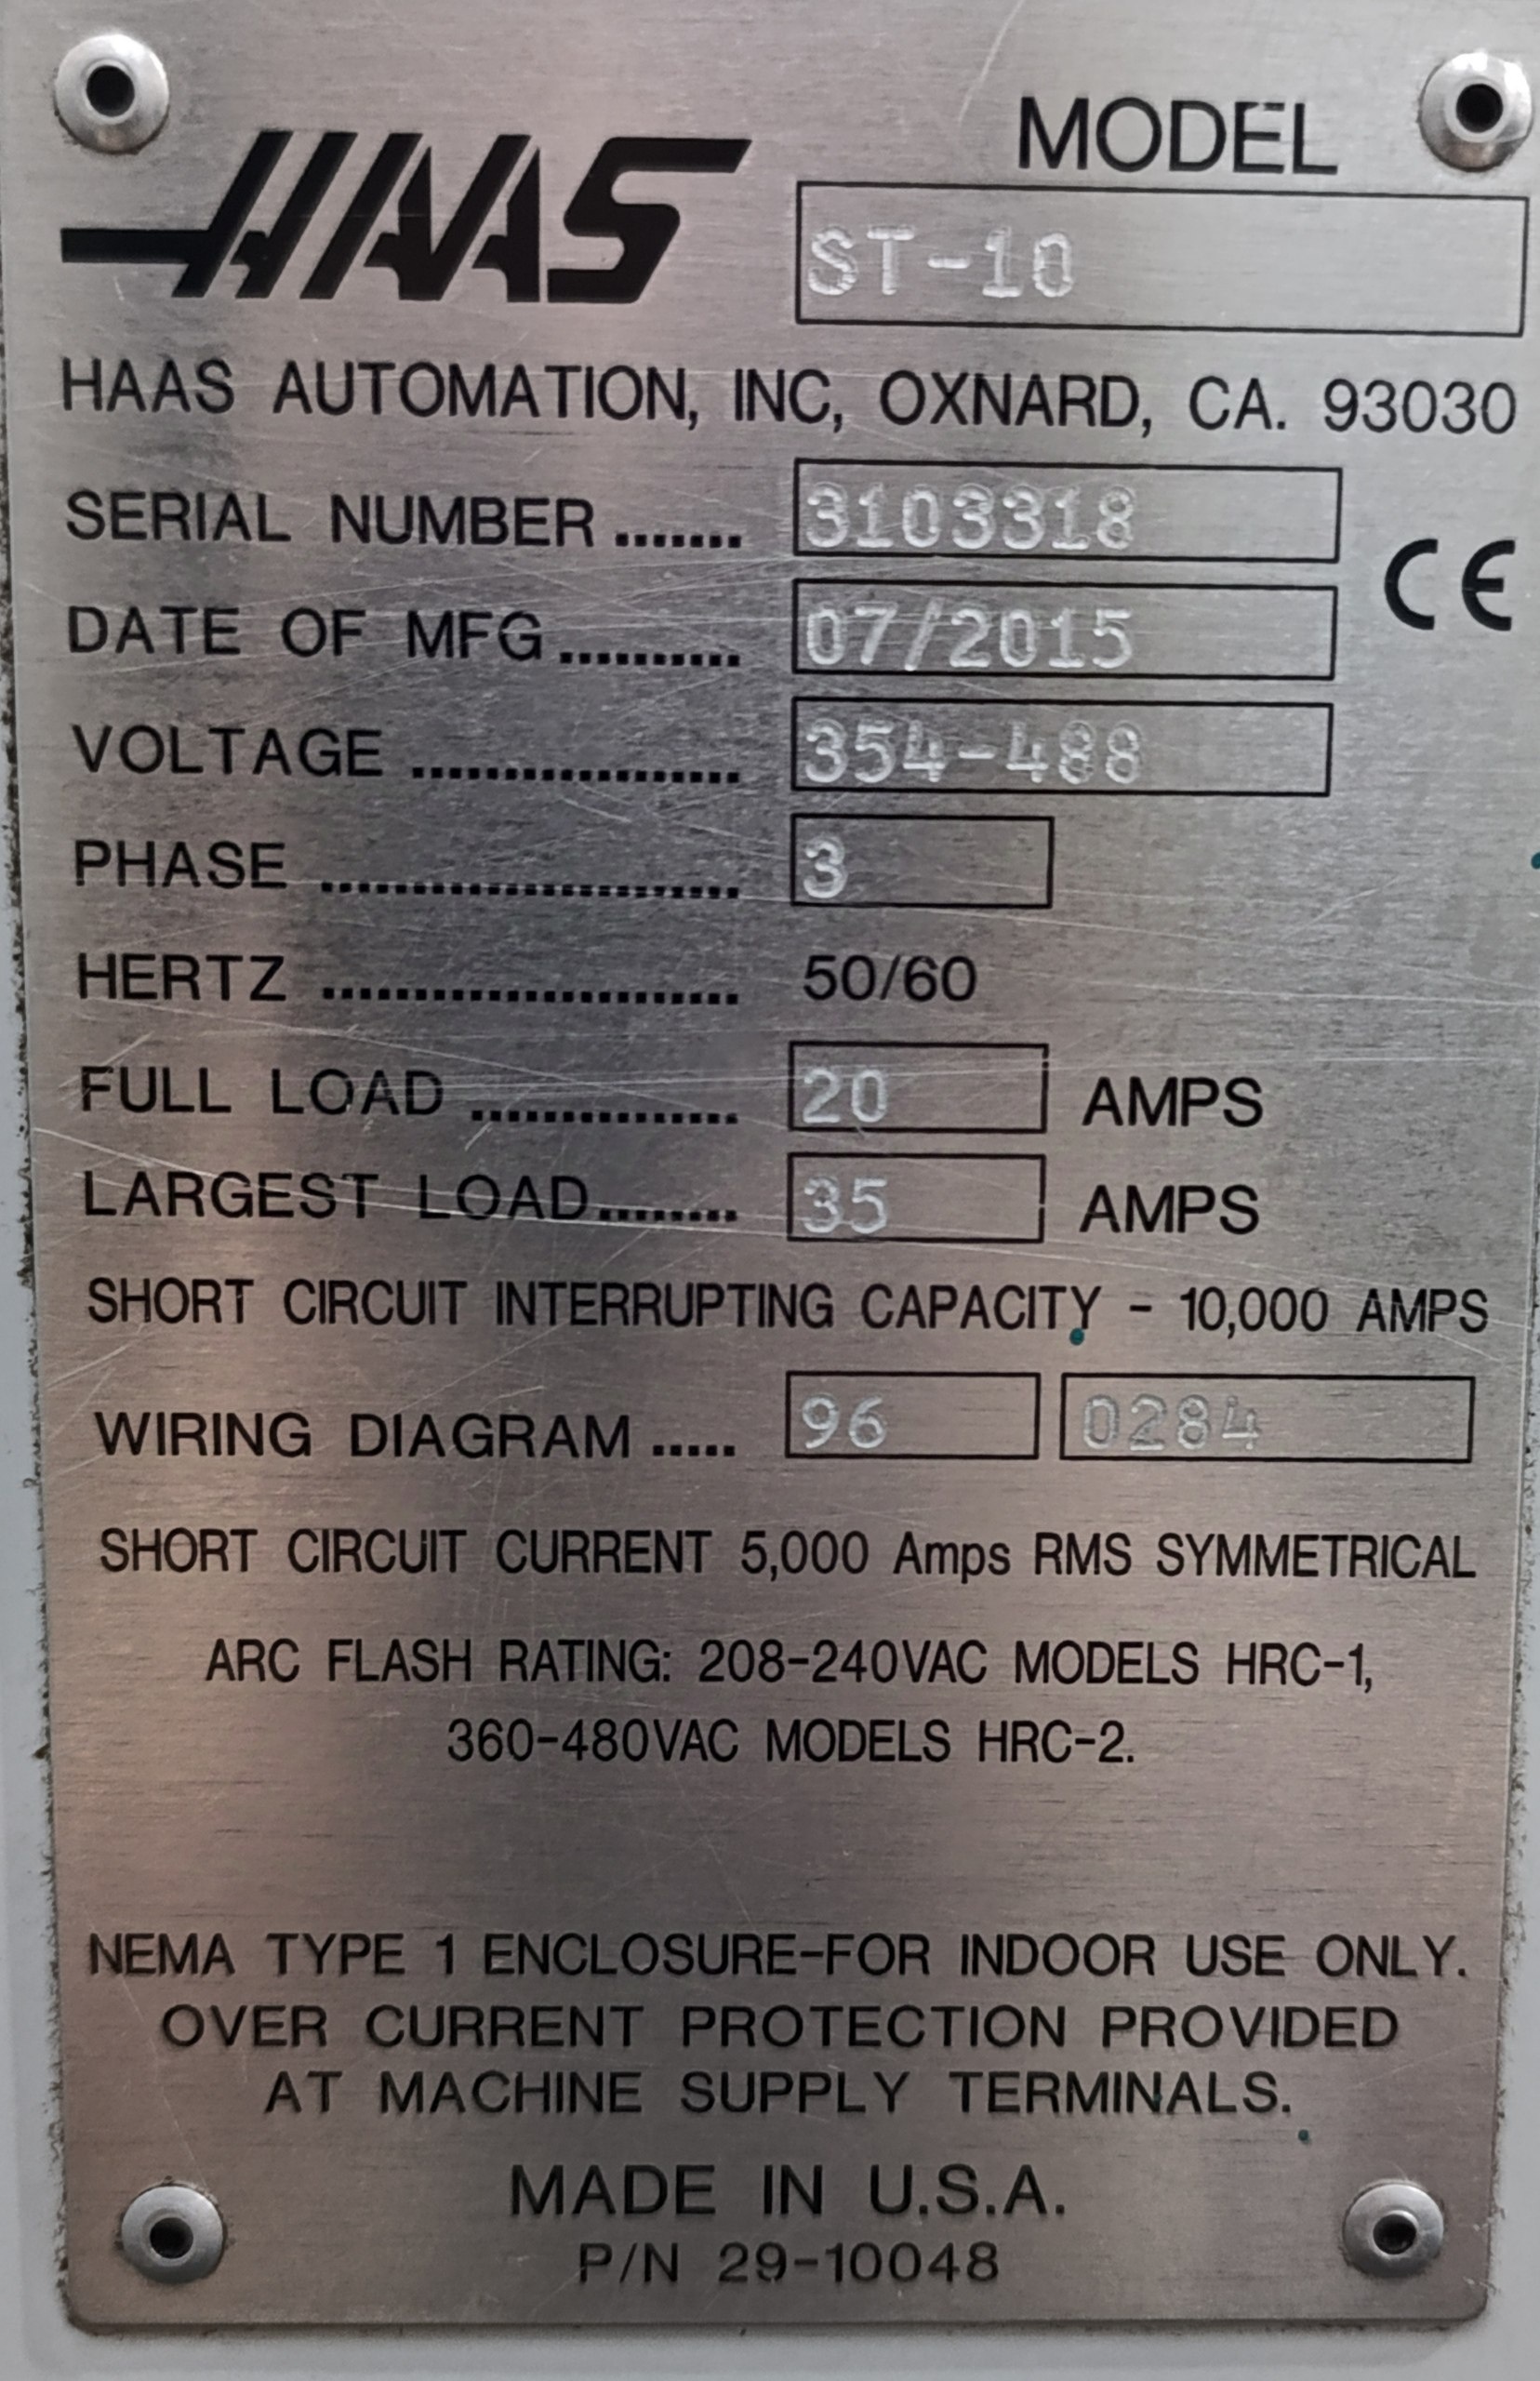 HAAS
MODEL
ST-10
HAAS AUTOMATION, INC, OXNARD, CA. 93030
SERIAL NUMBER ....... 3103318
CE
DATE OF MFG .......... 07/2015
VOLTAGE .................. 354-488
PHASE ....................... 3
HERTZ ....................... 50/60
FULL LOAD ............... 20 AMPS
LARGEST LOAD ........ 35 AMPS
SHORT CIRCUIT INTERRUPTING CAPACITY - 10,000 AMPS
WIRING DIAGRAM ..... 96 0284
SHORT CIRCUIT CURRENT 5,000 Amps RMS SYMMETRICAL
ARC FLASH RATING: 208-240VAC MODELS HRC-1,
360-480VAC MODELS HRC-2.
NEMA TYPE 1 ENCLOSURE-FOR INDOOR USE ONLY.
OVER CURRENT PROTECTION PROVIDED
AT MACHINE SUPPLY TERMINALS.
MADE IN U.S.A.
P/N 29-10048